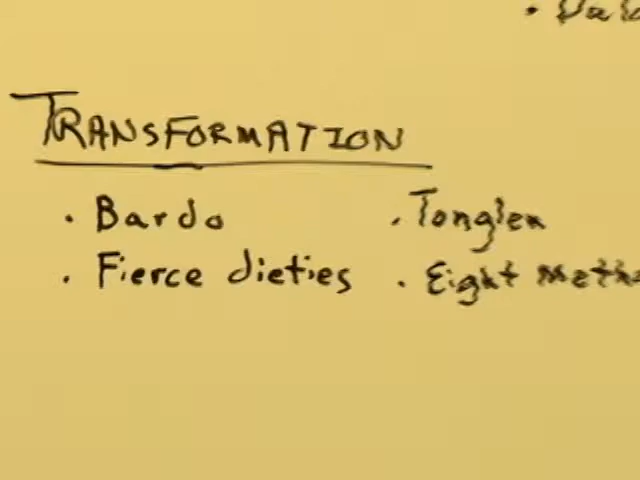 TRANSFORMATION
· Bardo · Tonglen
· Fierce dieties · Eight